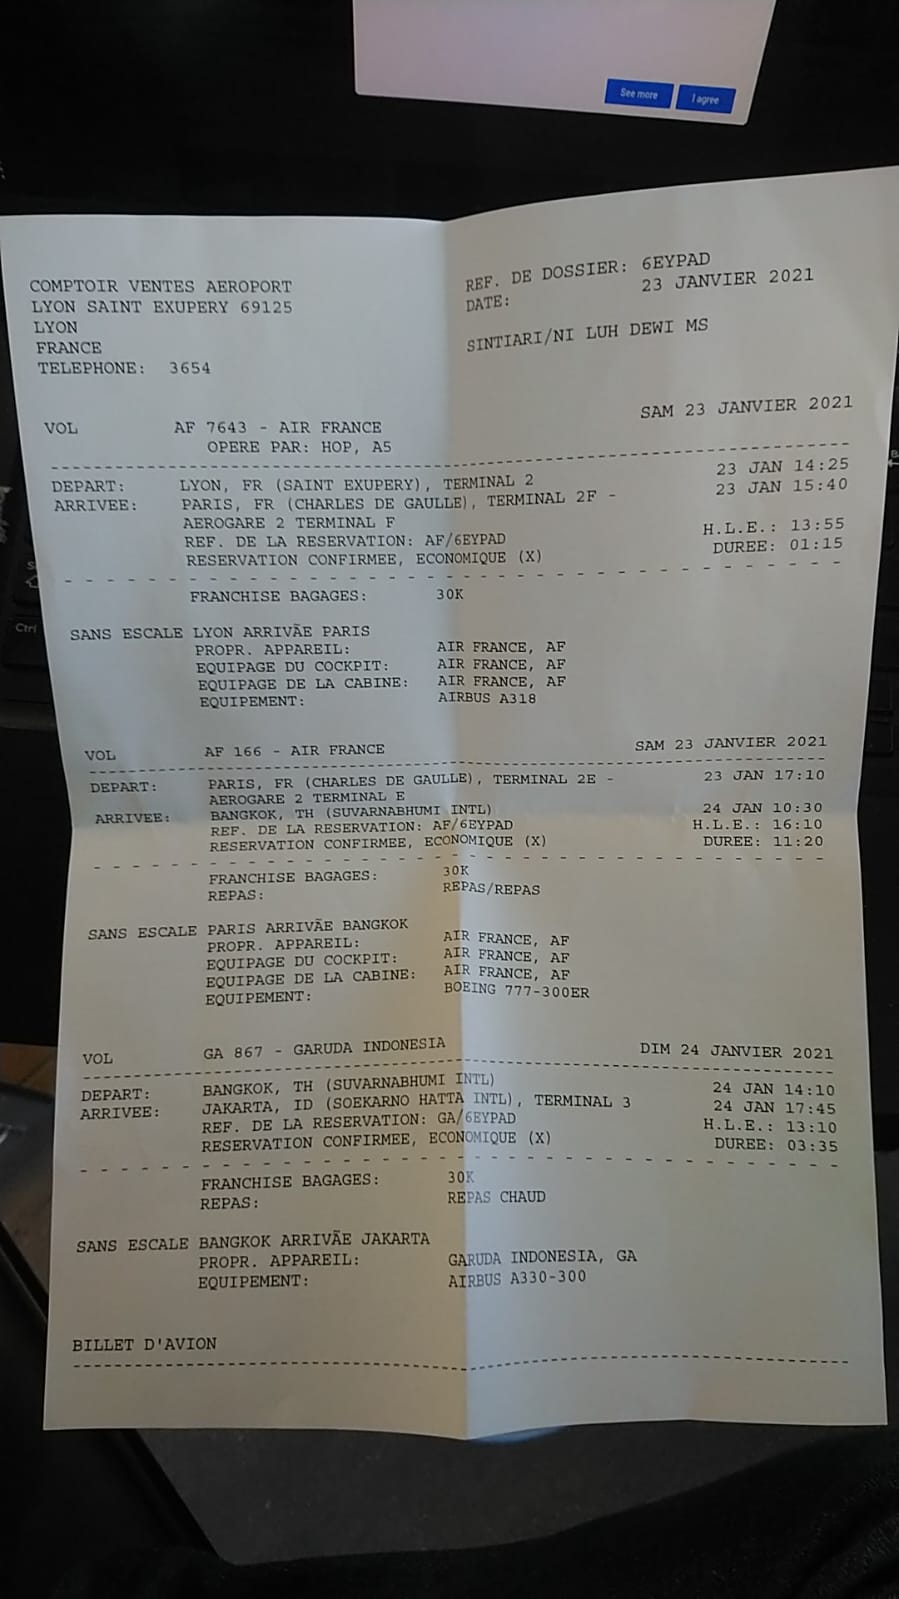 See more
I agree
COMPTOIR VENTES AEROPORT
LYON SAINT EXUPERY 69125
LYON
FRANCE
TELEPHONE: 3654
REF. DE DOSSIER: 6EYPAD
DATE: 23 JANVIER 2021
SINTIARI/NI LUH DEWI MS
SAM 23 JANVIER 2021
VOL AF 7643 - AIR FRANCE
OPERE PAR: HOP, A5
DEPART: LYON, FR (SAINT EXUPERY), TERMINAL 2 23 JAN 14:25
ARRIVEE: PARIS, FR (CHARLES DE GAULLE), TERMINAL 2F - 23 JAN 15:40
AEROGARE 2 TERMINAL F
REF. DE LA RESERVATION: AF/6EYPAD H.L.E.: 13:55
RESERVATION CONFIRMEE, ECONOMIQUE (X) DUREE: 01:15
FRANCHISE BAGAGES: 30K
SANS ESCALE LYON ARRIVÃE PARIS
PROPR. APPAREIL: AIR FRANCE, AF
EQUIPAGE DU COCKPIT: AIR FRANCE, AF
EQUIPAGE DE LA CABINE: AIR FRANCE, AF
EQUIPEMENT: AIRBUS A318
VOL AF 166 - AIR FRANCE SAM 23 JANVIER 2021
DEPART: PARIS, FR (CHARLES DE GAULLE), TERMINAL 2E - 23 JAN 17:10
AEROGARE 2 TERMINAL E
ARRIVEE: BANGKOK, TH (SUVARNABHUMI INTL) 24 JAN 10:30
REF. DE LA RESERVATION: AF/6EYPAD H.L.E.: 16:10
RESERVATION CONFIRMEE, ECONOMIQUE (X) DUREE: 11:20
FRANCHISE BAGAGES: 30K
REPAS: REPAS/REPAS
SANS ESCALE PARIS ARRIVÃE BANGKOK
PROPR. APPAREIL: AIR FRANCE, AF
EQUIPAGE DU COCKPIT: AIR FRANCE, AF
EQUIPAGE DE LA CABINE: AIR FRANCE, AF
EQUIPEMENT: BOEING 777-300ER
VOL GA 867 - GARUDA INDONESIA DIM 24 JANVIER 2021
DEPART: BANGKOK, TH (SUVARNABHUMI INTL) 24 JAN 14:10
ARRIVEE: JAKARTA, ID (SOEKARNO HATTA INTL), TERMINAL 3 24 JAN 17:45
REF. DE LA RESERVATION: GA/6EYPAD H.L.E.: 13:10
RESERVATION CONFIRMEE, ECONOMIQUE (X) DUREE: 03:35
FRANCHISE BAGAGES: 30K
REPAS: REPAS CHAUD
SANS ESCALE BANGKOK ARRIVÃE JAKARTA
PROPR. APPAREIL: GARUDA INDONESIA, GA
EQUIPEMENT: AIRBUS A330-300
BILLET D'AVION
Ctrl